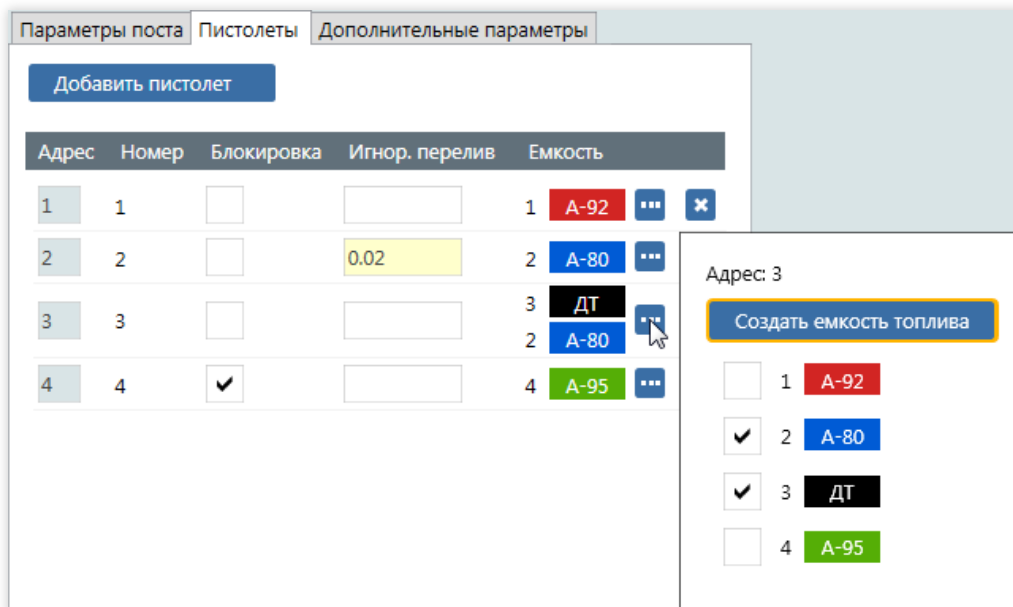 Параметры поста Пистолеты Дополнительные параметры
Добавить пистолет
Адрес Номер Блокировка Игнор. перелив Емкость
1 1 1 А-92
2 2 0.02 2 А-80
3 3 3 ДТ
2 А-80
4 4 4 А-95
Адрес: 3
Создать емкость топлива
1 А-92
2 А-80
3 ДТ
4 А-95